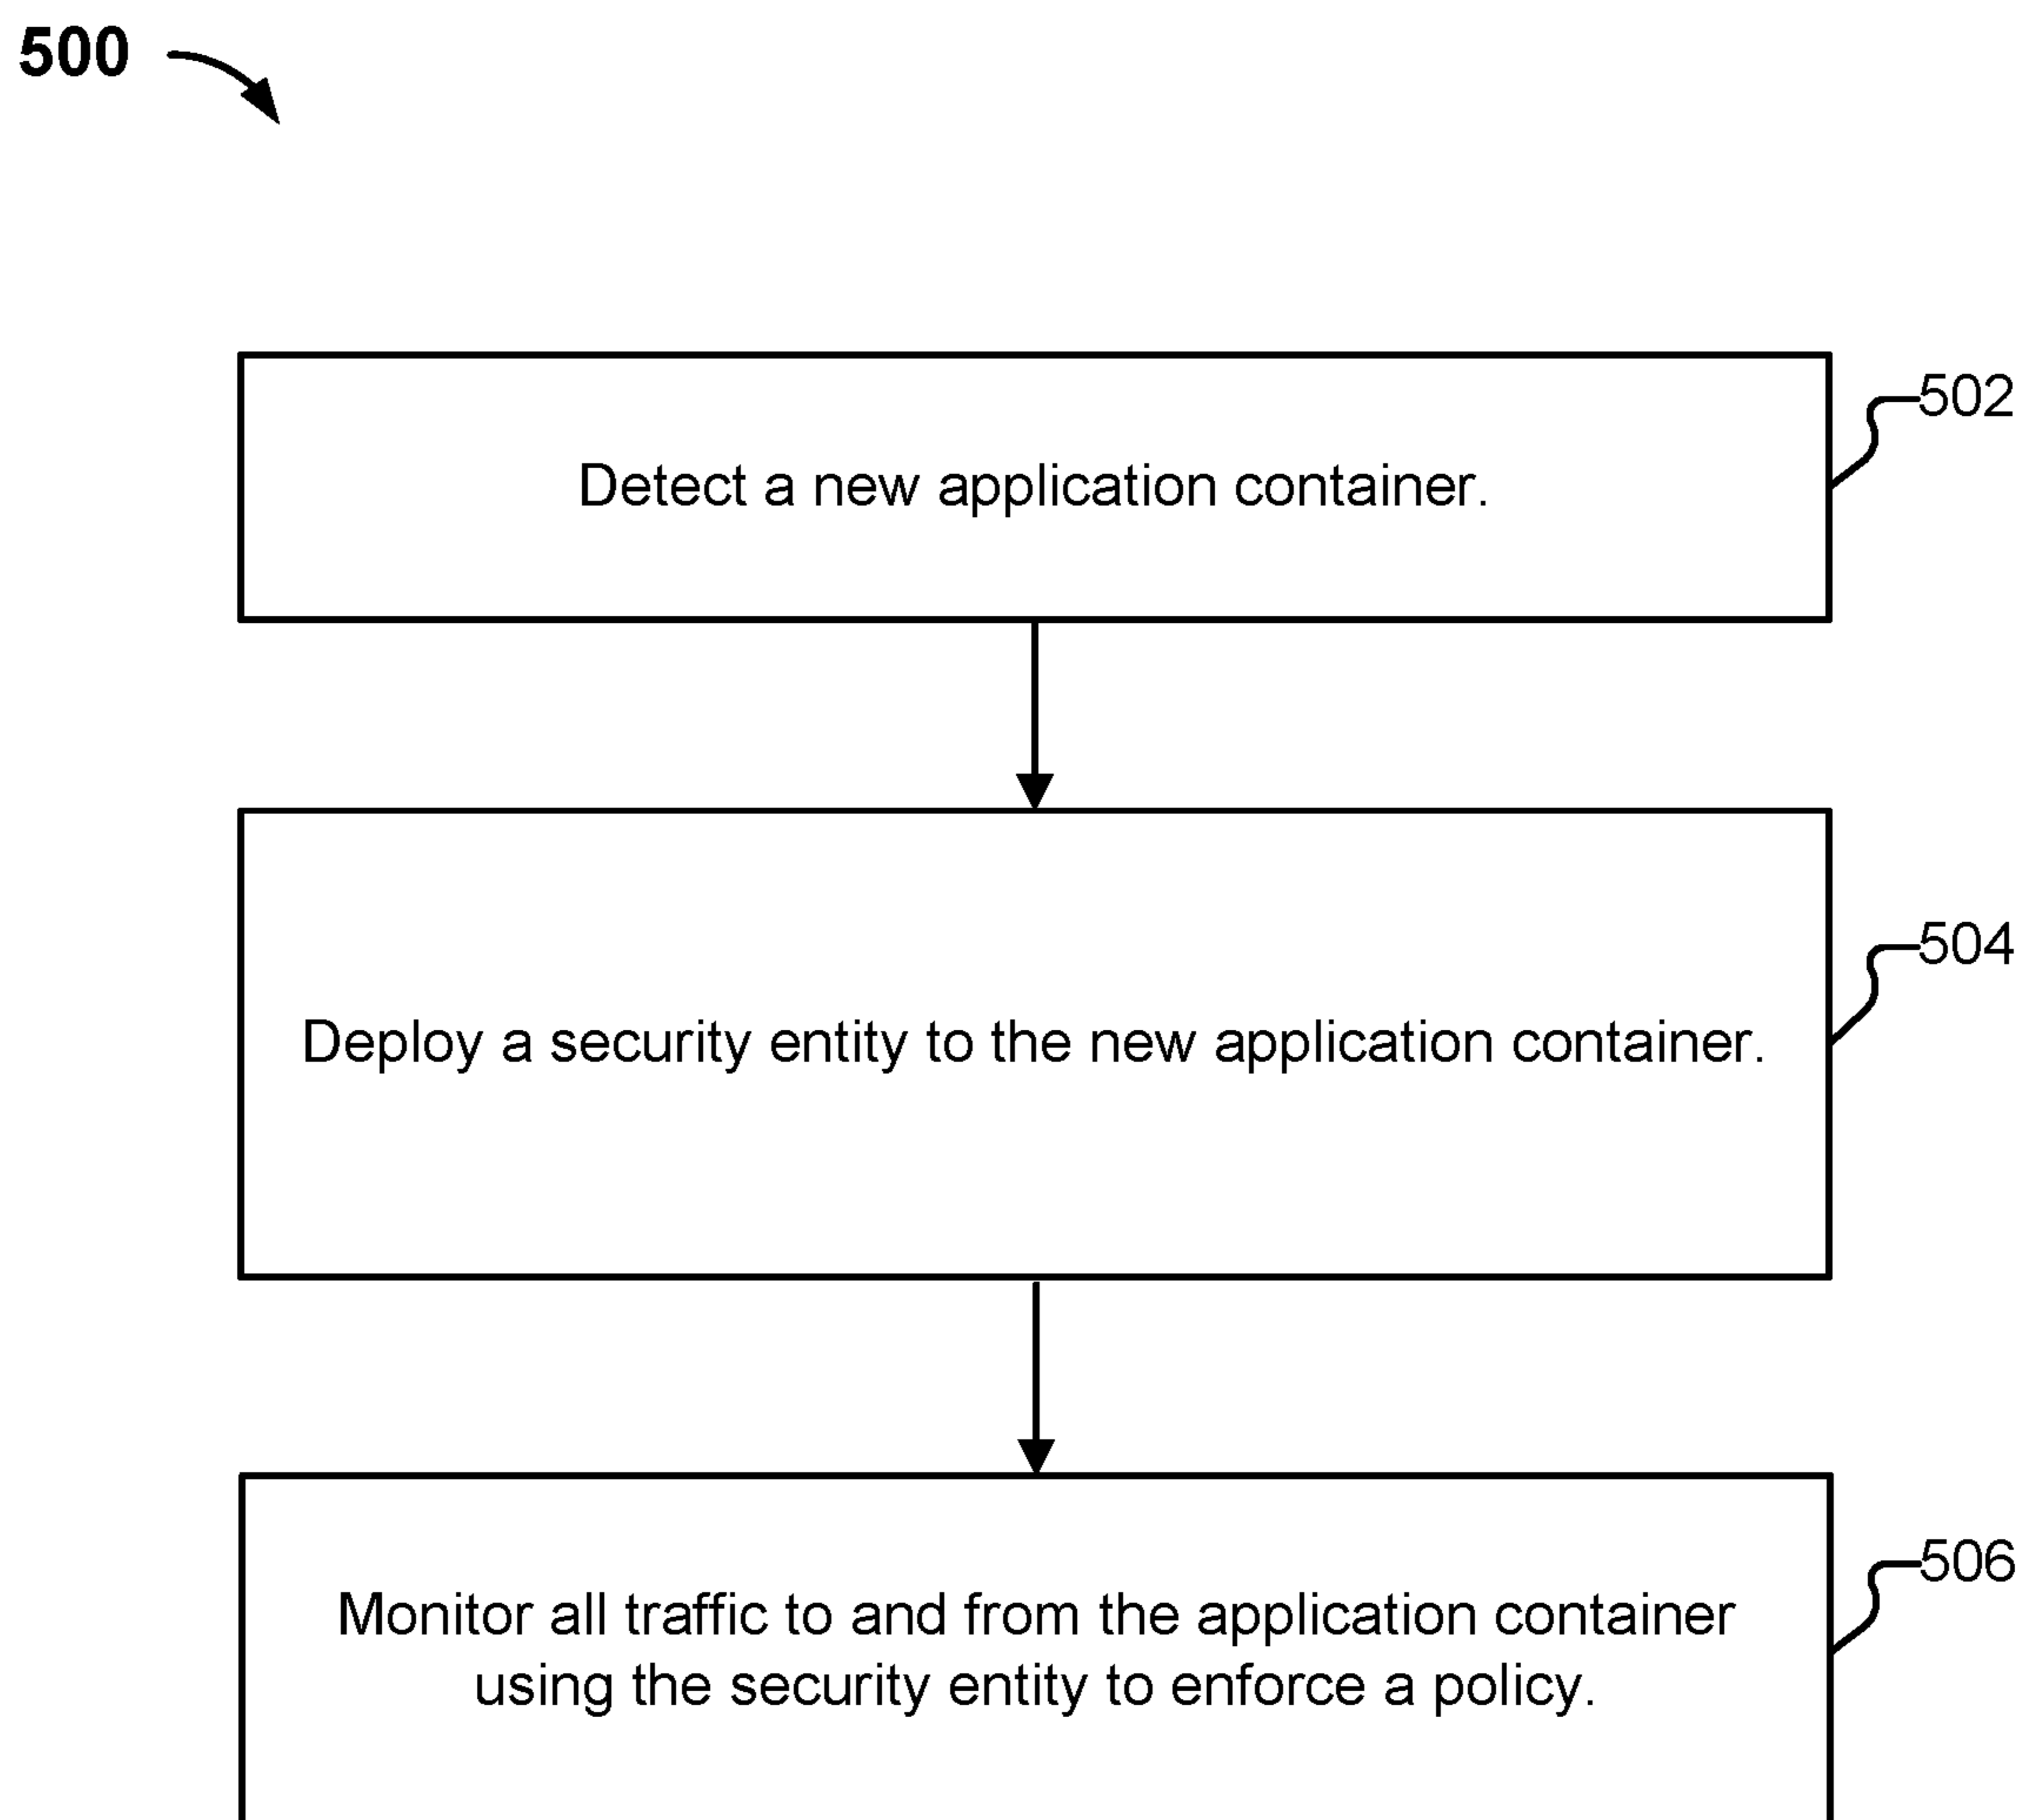 500
502
Detect a new application container.
504
Deploy a security entity to the new application container.
506
Monitor all traffic to and from the application container
using the security entity to enforce a policy.